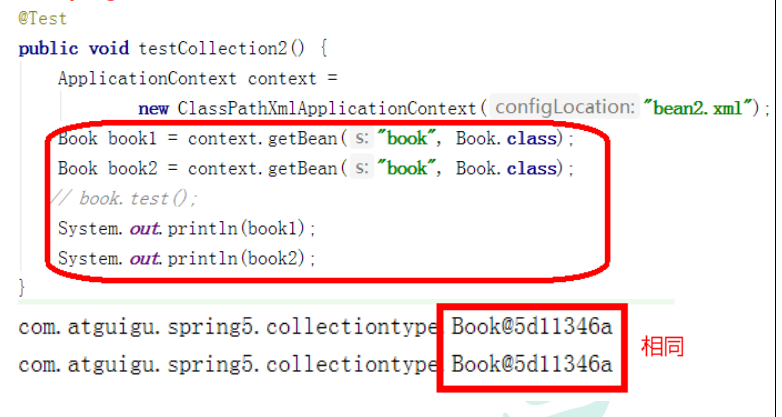 @Test
public void testCollection2() {
ApplicationContext context =
new ClassPathXmlApplicationContext( configLocation: "bean2.xml");
Book book1 = context.getBean( s: "book", Book.class);
Book book2 = context.getBean( s: "book", Book.class);
// book.test();
System.out.println(book1);
System.out.println(book2);
}
com.atguigu.spring5.collectiontype.Book@5d11346a
com.atguigu.spring5.collectiontype.Book@5d11346a
相同